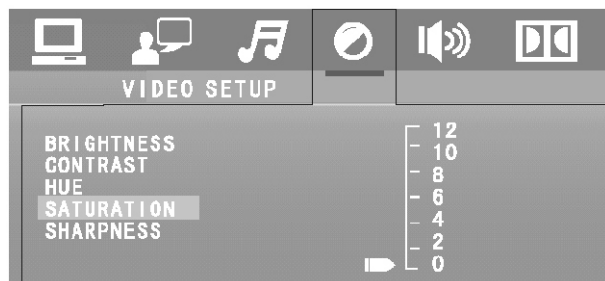 VIDEO SETUP
BRIGHTNESS
CONTRAST
HUE
SATURATION
SHARPNESS
12
10
8
6
4
2
0